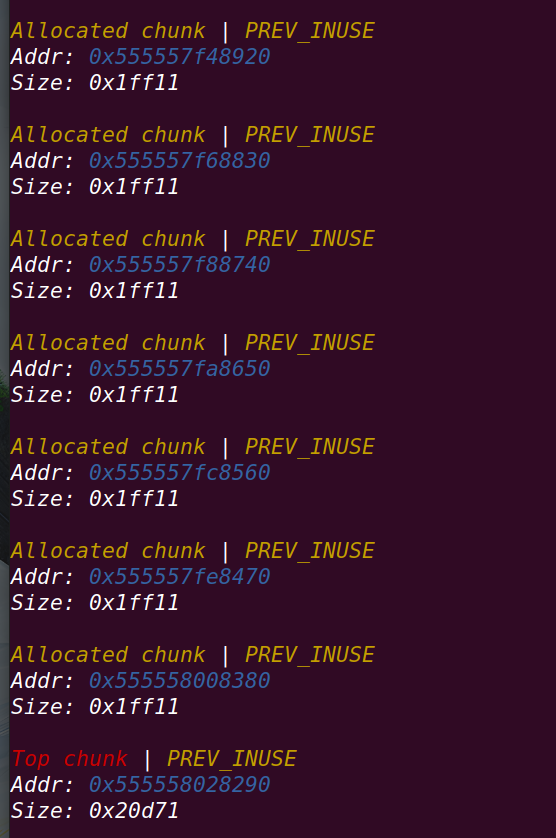 Allocated chunk | PREV_INUSE
Addr: 0x555557f48920
Size: 0x1ff11
Allocated chunk | PREV_INUSE
Addr: 0x555557f68830
Size: 0x1ff11
Allocated chunk | PREV_INUSE
Addr: 0x555557f88740
Size: 0x1ff11
Allocated chunk | PREV_INUSE
Addr: 0x555557fa8650
Size: 0x1ff11
Allocated chunk | PREV_INUSE
Addr: 0x555557fc8560
Size: 0x1ff11
Allocated chunk | PREV_INUSE
Addr: 0x555557fe8470
Size: 0x1ff11
Allocated chunk | PREV_INUSE
Addr: 0x555558008380
Size: 0x1ff11
Top chunk | PREV_INUSE
Addr: 0x555558028290
Size: 0x20d71